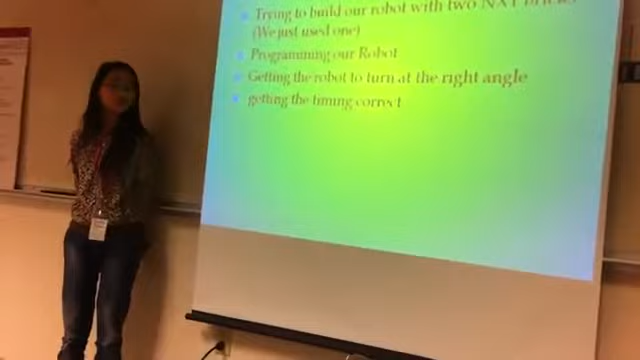 Trying to build our robot with two NXT bricks
(We just used one)
Programming our Robot
Getting the robot to turn at the right angle
getting the timing correct